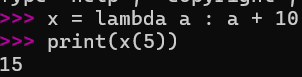 >>> x = lambda a : a + 10
>>> print(x(5))
15